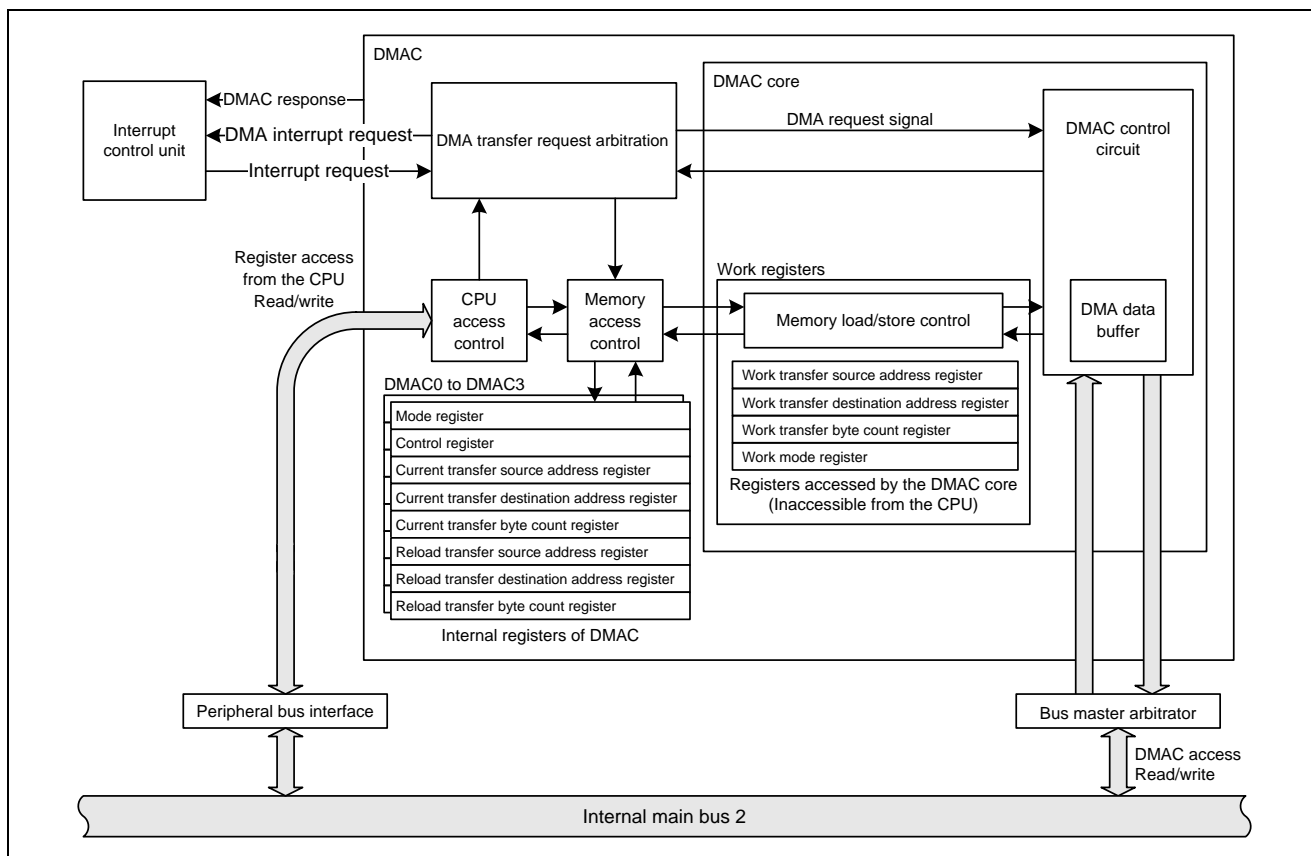 DMAC
DMAC core
DMAC response
DMA interrupt request
Interrupt request
Interrupt
control unit
DMA transfer request arbitration
DMA request signal
DMAC control
circuit
Register access
from the CPU
Read/write
CPU
access
control
Memory
access
control
Work registers
Memory load/store control
DMA data
buffer
Work transfer source address register
Work transfer destination address register
Work transfer byte count register
Work mode register
Registers accessed by the DMAC core
(Inaccessible from the CPU)
DMAC0 to DMAC3
Mode register
Control register
Current transfer source address register
Current transfer destination address register
Current transfer byte count register
Reload transfer source address register
Reload transfer destination address register
Reload transfer byte count register
Internal registers of DMAC
Peripheral bus interface
Bus master arbitrator
DMAC access
Read/write
Internal main bus 2